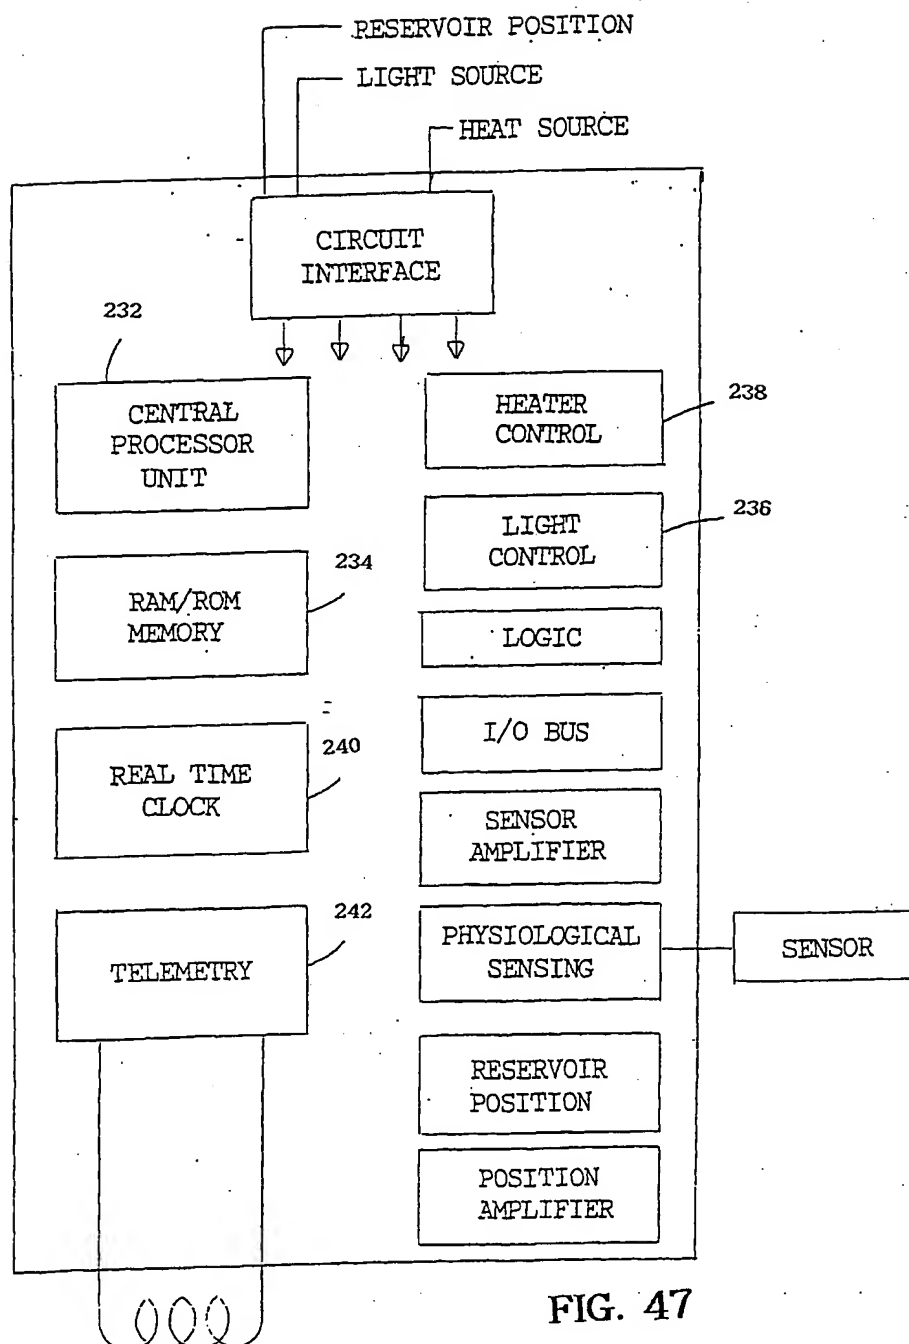 RESERVOIR POSITION
LIGHT SOURCE
HEAT SOURCE
CIRCUIT
INTERFACE
232
CENTRAL
PROCESSOR
UNIT
234
RAM/ROM
MEMORY
240
REAL TIME
CLOCK
242
TELEMETRY
HEATER
CONTROL
238
LIGHT
CONTROL
236
LOGIC
I/O BUS
SENSOR
AMPLIFIER
PHYSIOLOGICAL
SENSING
SENSOR
RESERVOIR
POSITION
POSITION
AMPLIFIER
FIG. 47